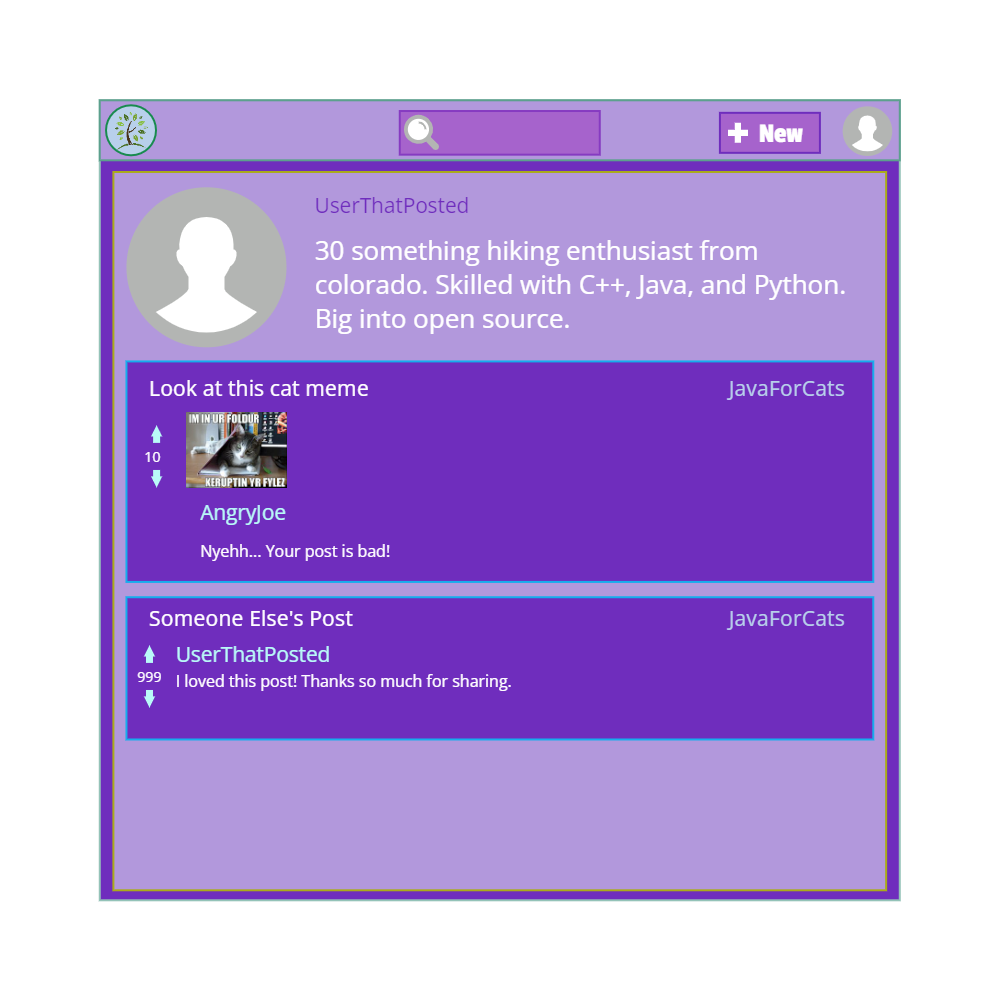 New
UserThatPosted
30 something hiking enthusiast from
colorado. Skilled with C++, Java, and Python.
Big into open source.
Look at this cat meme
JavaForCats
IM IN UR FOLDUR
10
KERUPTIN YR FYLEZ
AngryJoe
Nyehh... Your post is bad!
Someone Else's Post
JavaForCats
UserThatPosted
999
I loved this post! Thanks so much for sharing.